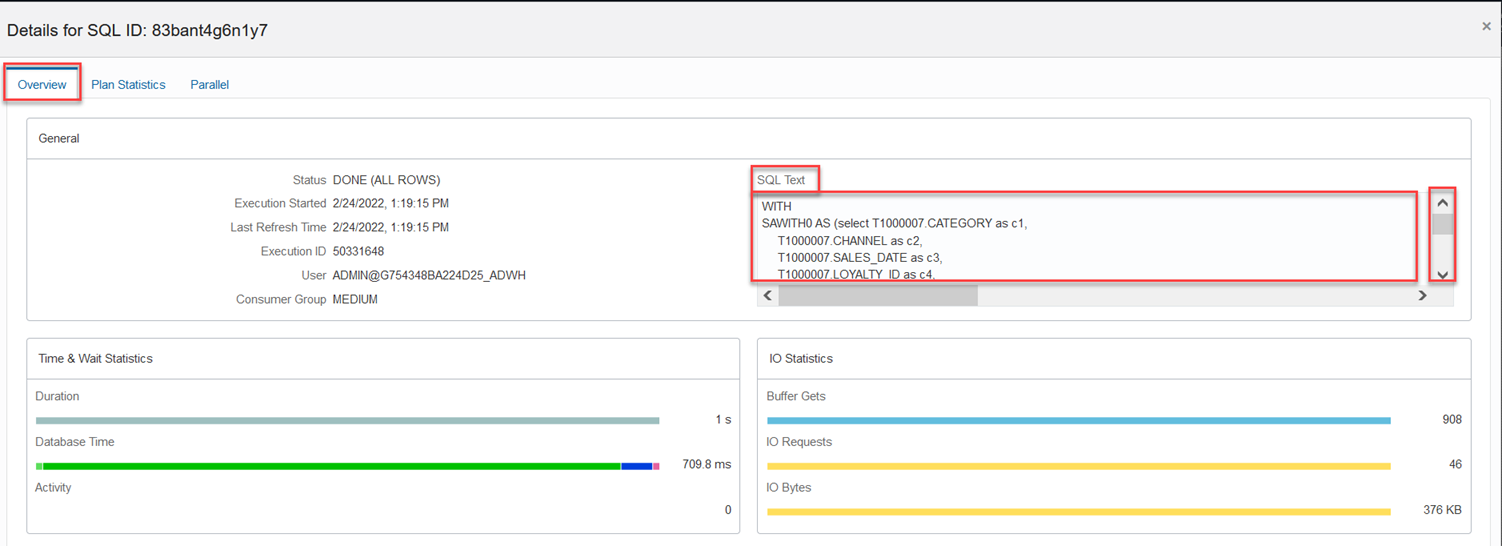 Details for SQL ID: 83bant4g6n1y7
Overview Plan Statistics Parallel
General
Status DONE (ALL ROWS)
Execution Started 2/24/2022, 1:19:15 PM
Last Refresh Time 2/24/2022, 1:19:15 PM
Execution ID 50331648
User ADMIN@G754348BA224D25_ADWH
Consumer Group MEDIUM
SQL Text
WITH
SAWITH0 AS (select T1000007.CATEGORY as c1,
T1000007.CHANNEL as c2,
T1000007.SALES_DATE as c3,
T1000007.LOYALTY_ID as c4,
Time & Wait Statistics
Duration
1 s
Database Time
709.8 ms
Activity
0
IO Statistics
Buffer Gets
908
IO Requests
46
IO Bytes
376 KB